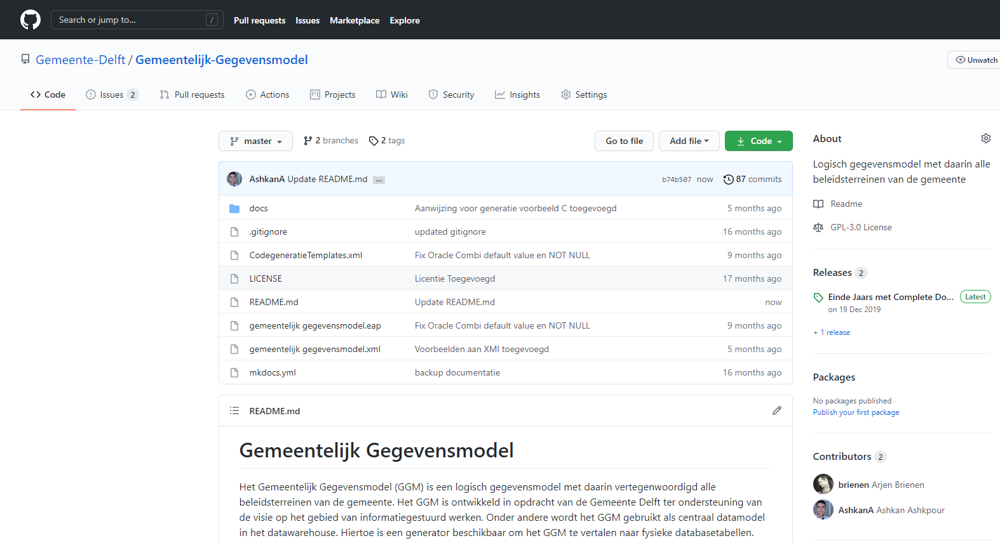 Search or jump to... /
Pull requests Issues Marketplace Explore
Gemeente-Delft / Gemeentelijk-Gegevensmodel
Unwatch
Code Issues 2 Pull requests Actions Projects Wiki Security Insights Settings
master 2 branches 2 tags Go to file Add file Code
AshkanA Update README.md ... b74b507 now 87 commits
docs Aanwijzing voor generatie voorbeeld C toegevoegd 5 months ago
.gitignore updated gitignore 16 months ago
CodegeneratieTemplates.xml Fix Oracle Combi default value en NOT NULL 9 months ago
LICENSE Licentie Toegevoegd 17 months ago
README.md Update README.md now
gemeentelijk gegevensmodel.eap Fix Oracle Combi default value en NOT NULL 9 months ago
gemeentelijk gegevensmodel.xml Voorbeelden aan XMI toegevoegd 5 months ago
mkdocs.yml backup documentatie 16 months ago
README.md
Gemeentelijk Gegevensmodel
Het Gemeentelijk Gegevensmodel (GGM) is een logisch gegevensmodel met daarin vertegenwoordigd alle
beleidsterreinen van de gemeente. Het GGM is ontwikkeld in opdracht van de Gemeente Delft ter ondersteuning van
de visie op het gebied van informatiegestuurd werken. Onder andere wordt het GGM gebruikt als centraal datamodel
in het datawarehouse. Hiertoe is een generator beschikbaar om het GGM te vertalen naar fysieke databasetabellen.
About
Logisch gegevensmodel met daarin alle
beleidsterreinen van de gemeente
Readme
GPL-3.0 License
Releases 2
Einde Jaars met Complete Do... Latest
on 19 Dec 2019
+ 1 release
Packages
No packages published
Publish your first package
Contributors 2
brienen Arjen Brienen
AshkanA Ashkan Ashkpour